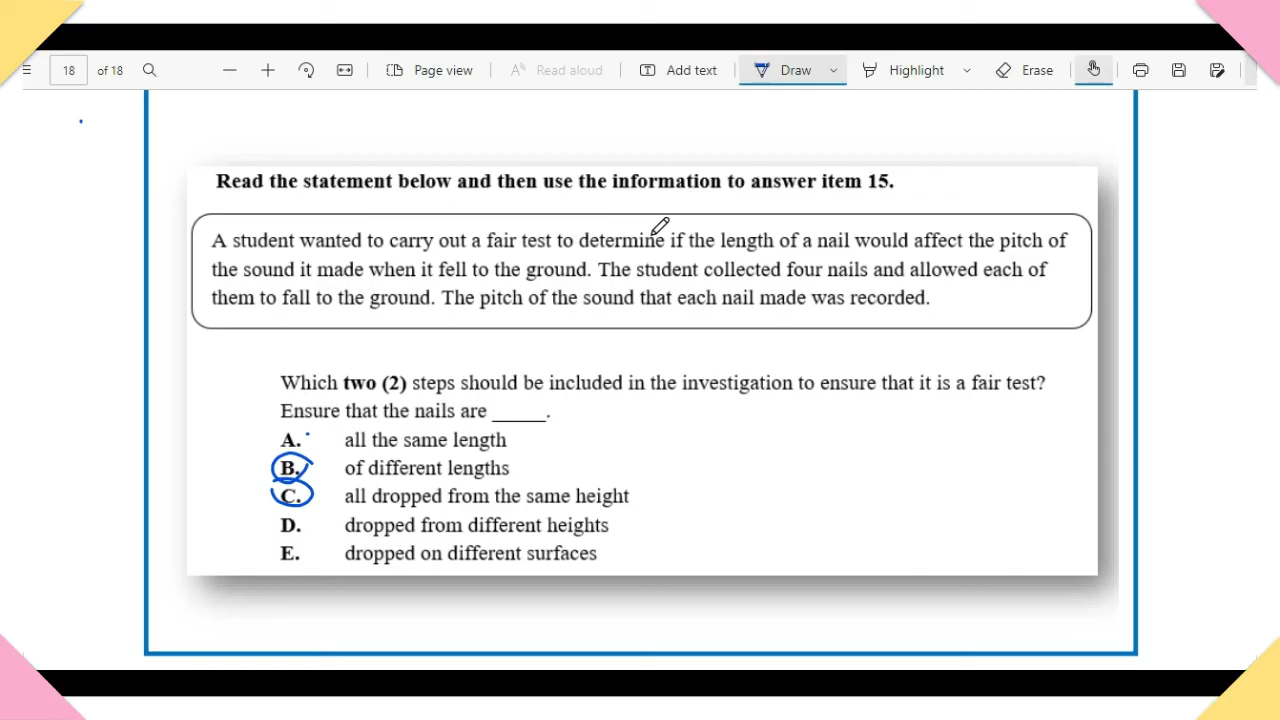 18 of 18 Page view Read aloud Add text Draw Highlight Erase
Read the statement below and then use the information to answer item 15.
A student wanted to carry out a fair test to determine if the length of a nail would affect the pitch of
the sound it made when it fell to the ground. The student collected four nails and allowed each of
them to fall to the ground. The pitch of the sound that each nail made was recorded.
Which two (2) steps should be included in the investigation to ensure that it is a fair test?
Ensure that the nails are _____.
A. all the same length
B. of different lengths
C. all dropped from the same height
D. dropped from different heights
E. dropped on different surfaces